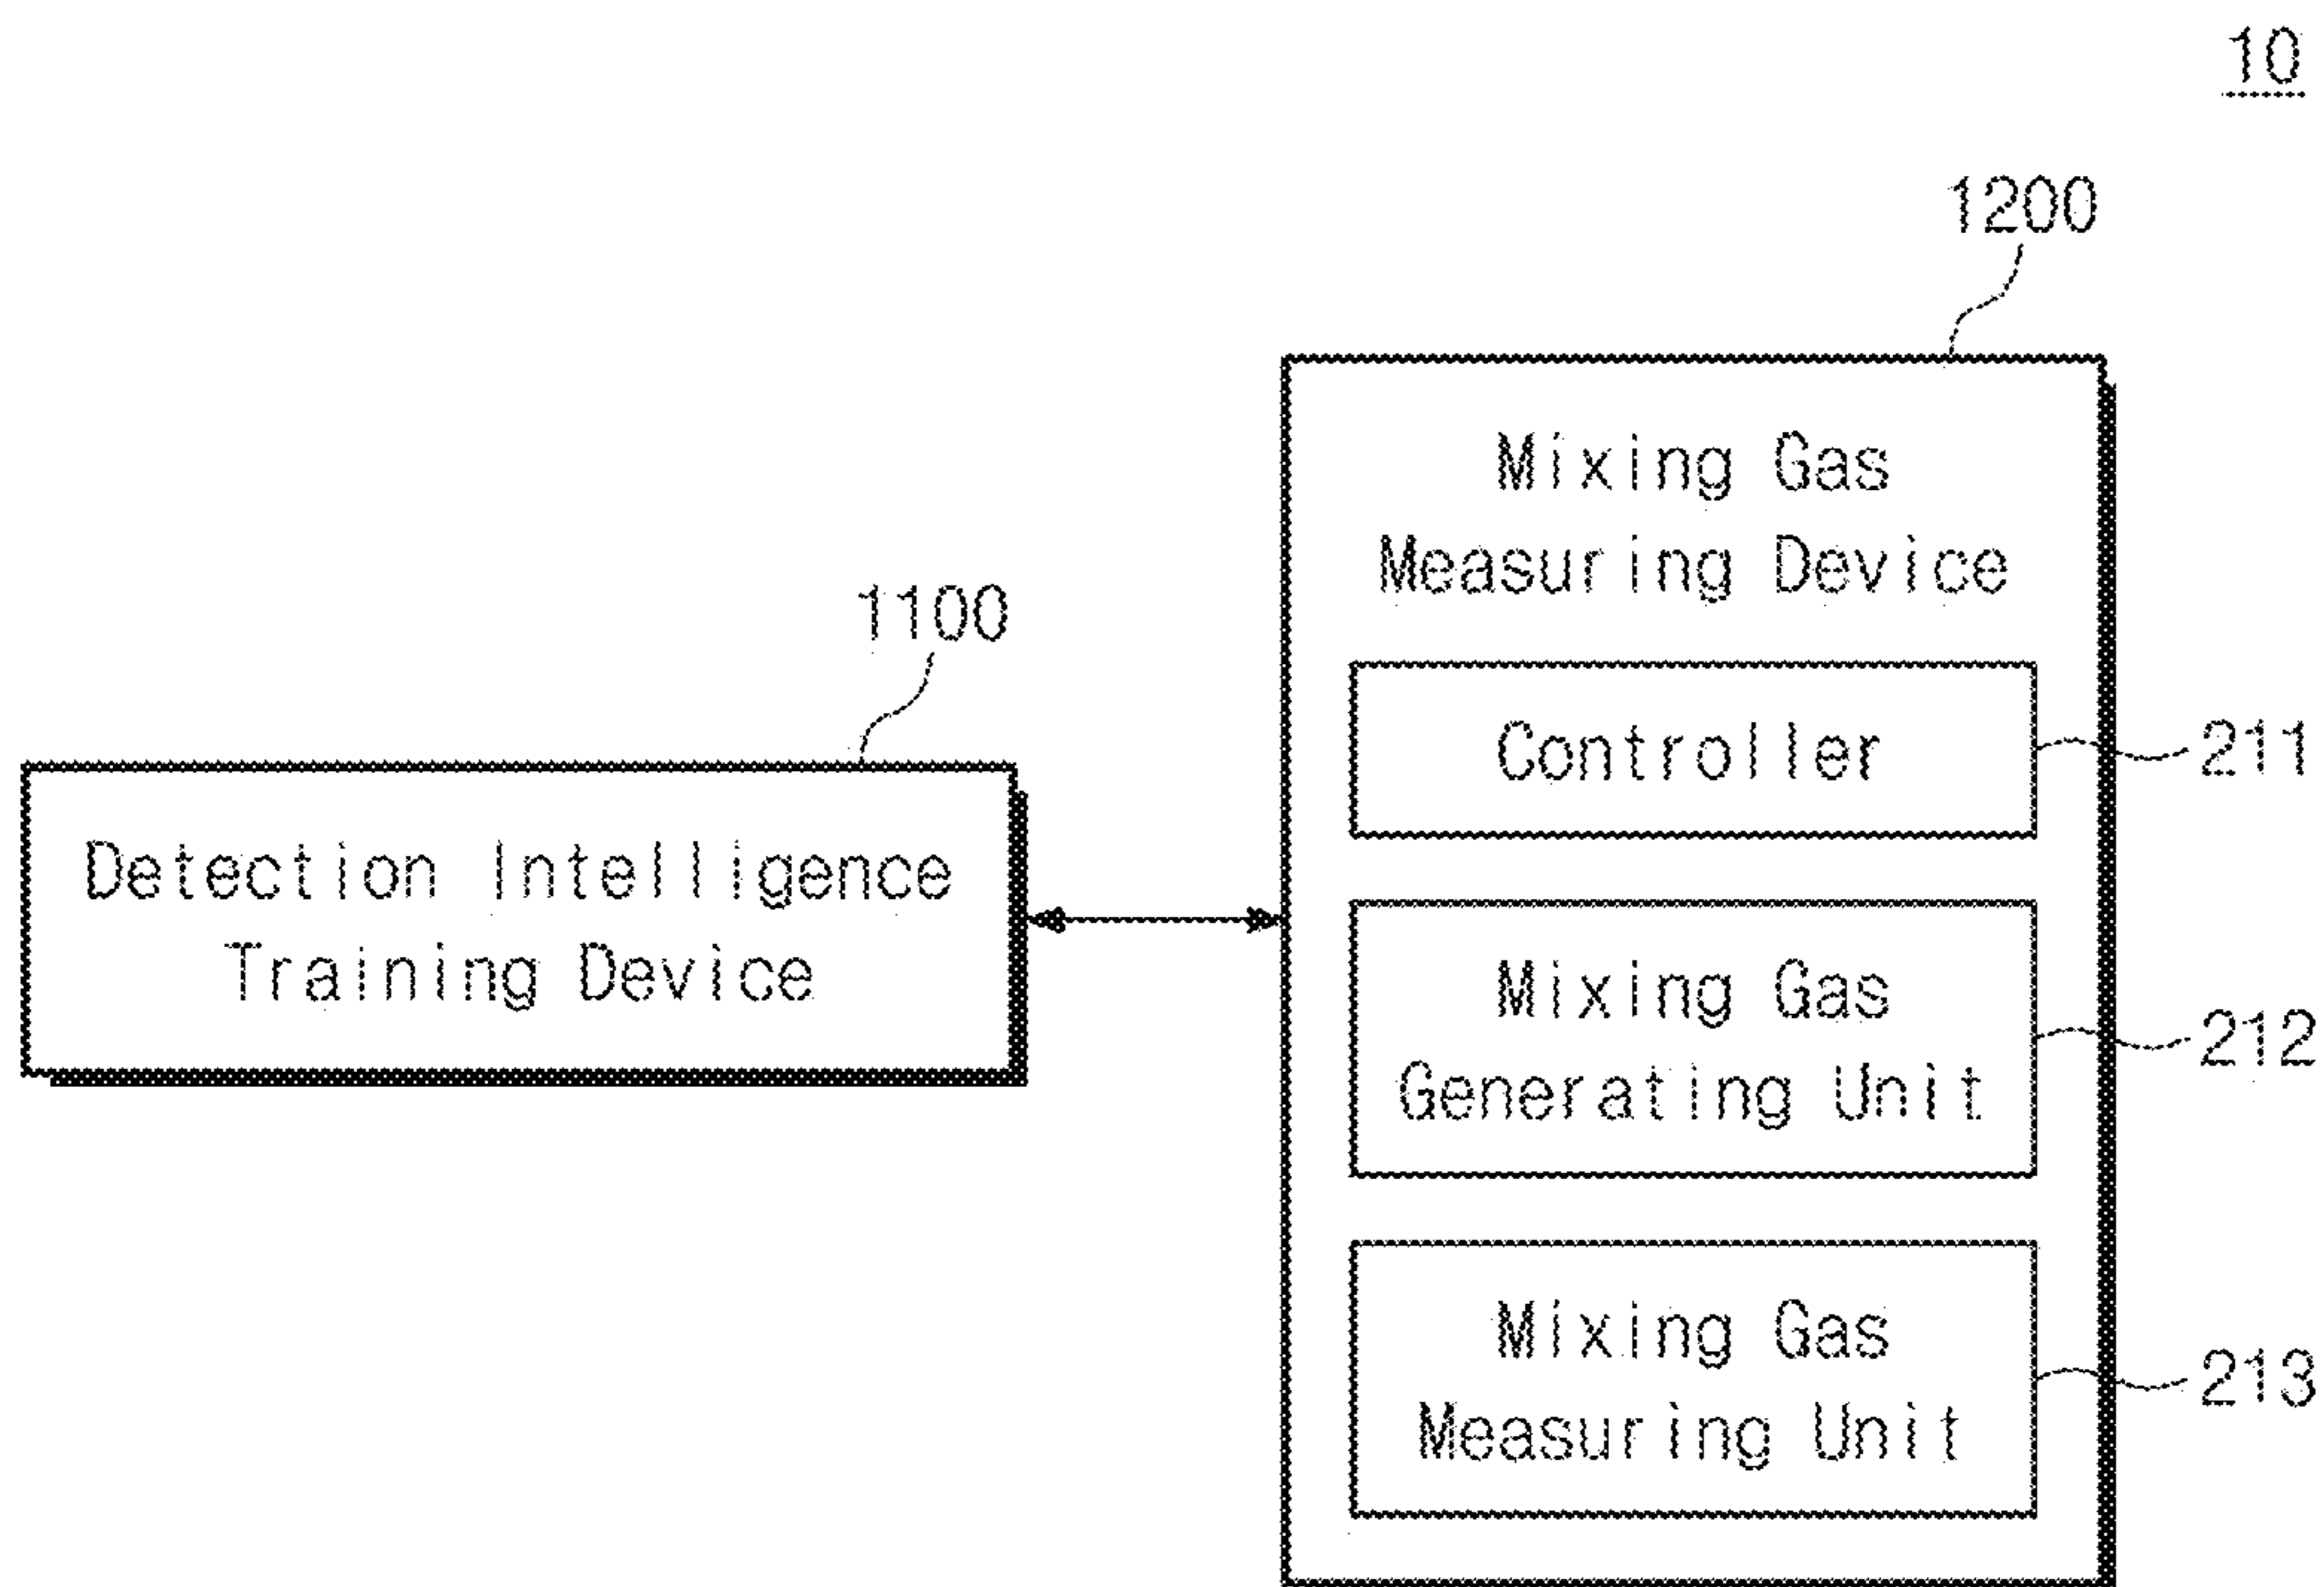 10
1200
Mixing Gas
Measuring Device
1100
Controller
211
Detection Intelligence
Training Device
Mixing Gas
Generating Unit
212
Mixing Gas
Measuring Unit
213